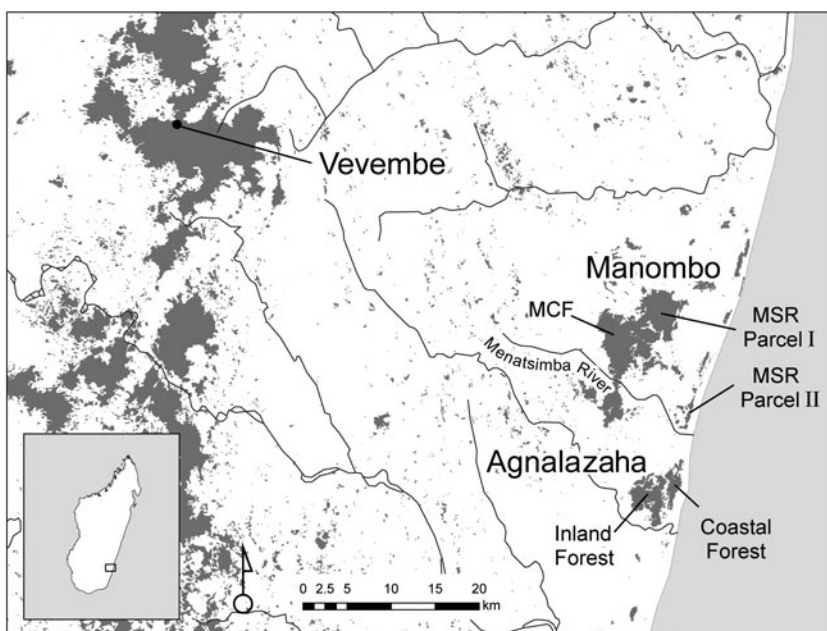 Vevembe
Manombo
MCF
MSR
Parcel I
Menatsimba River
MSR
Parcel II
Agnalazaha
Inland
Forest
Coastal
Forest
0 2.5 5 10 15 20
km